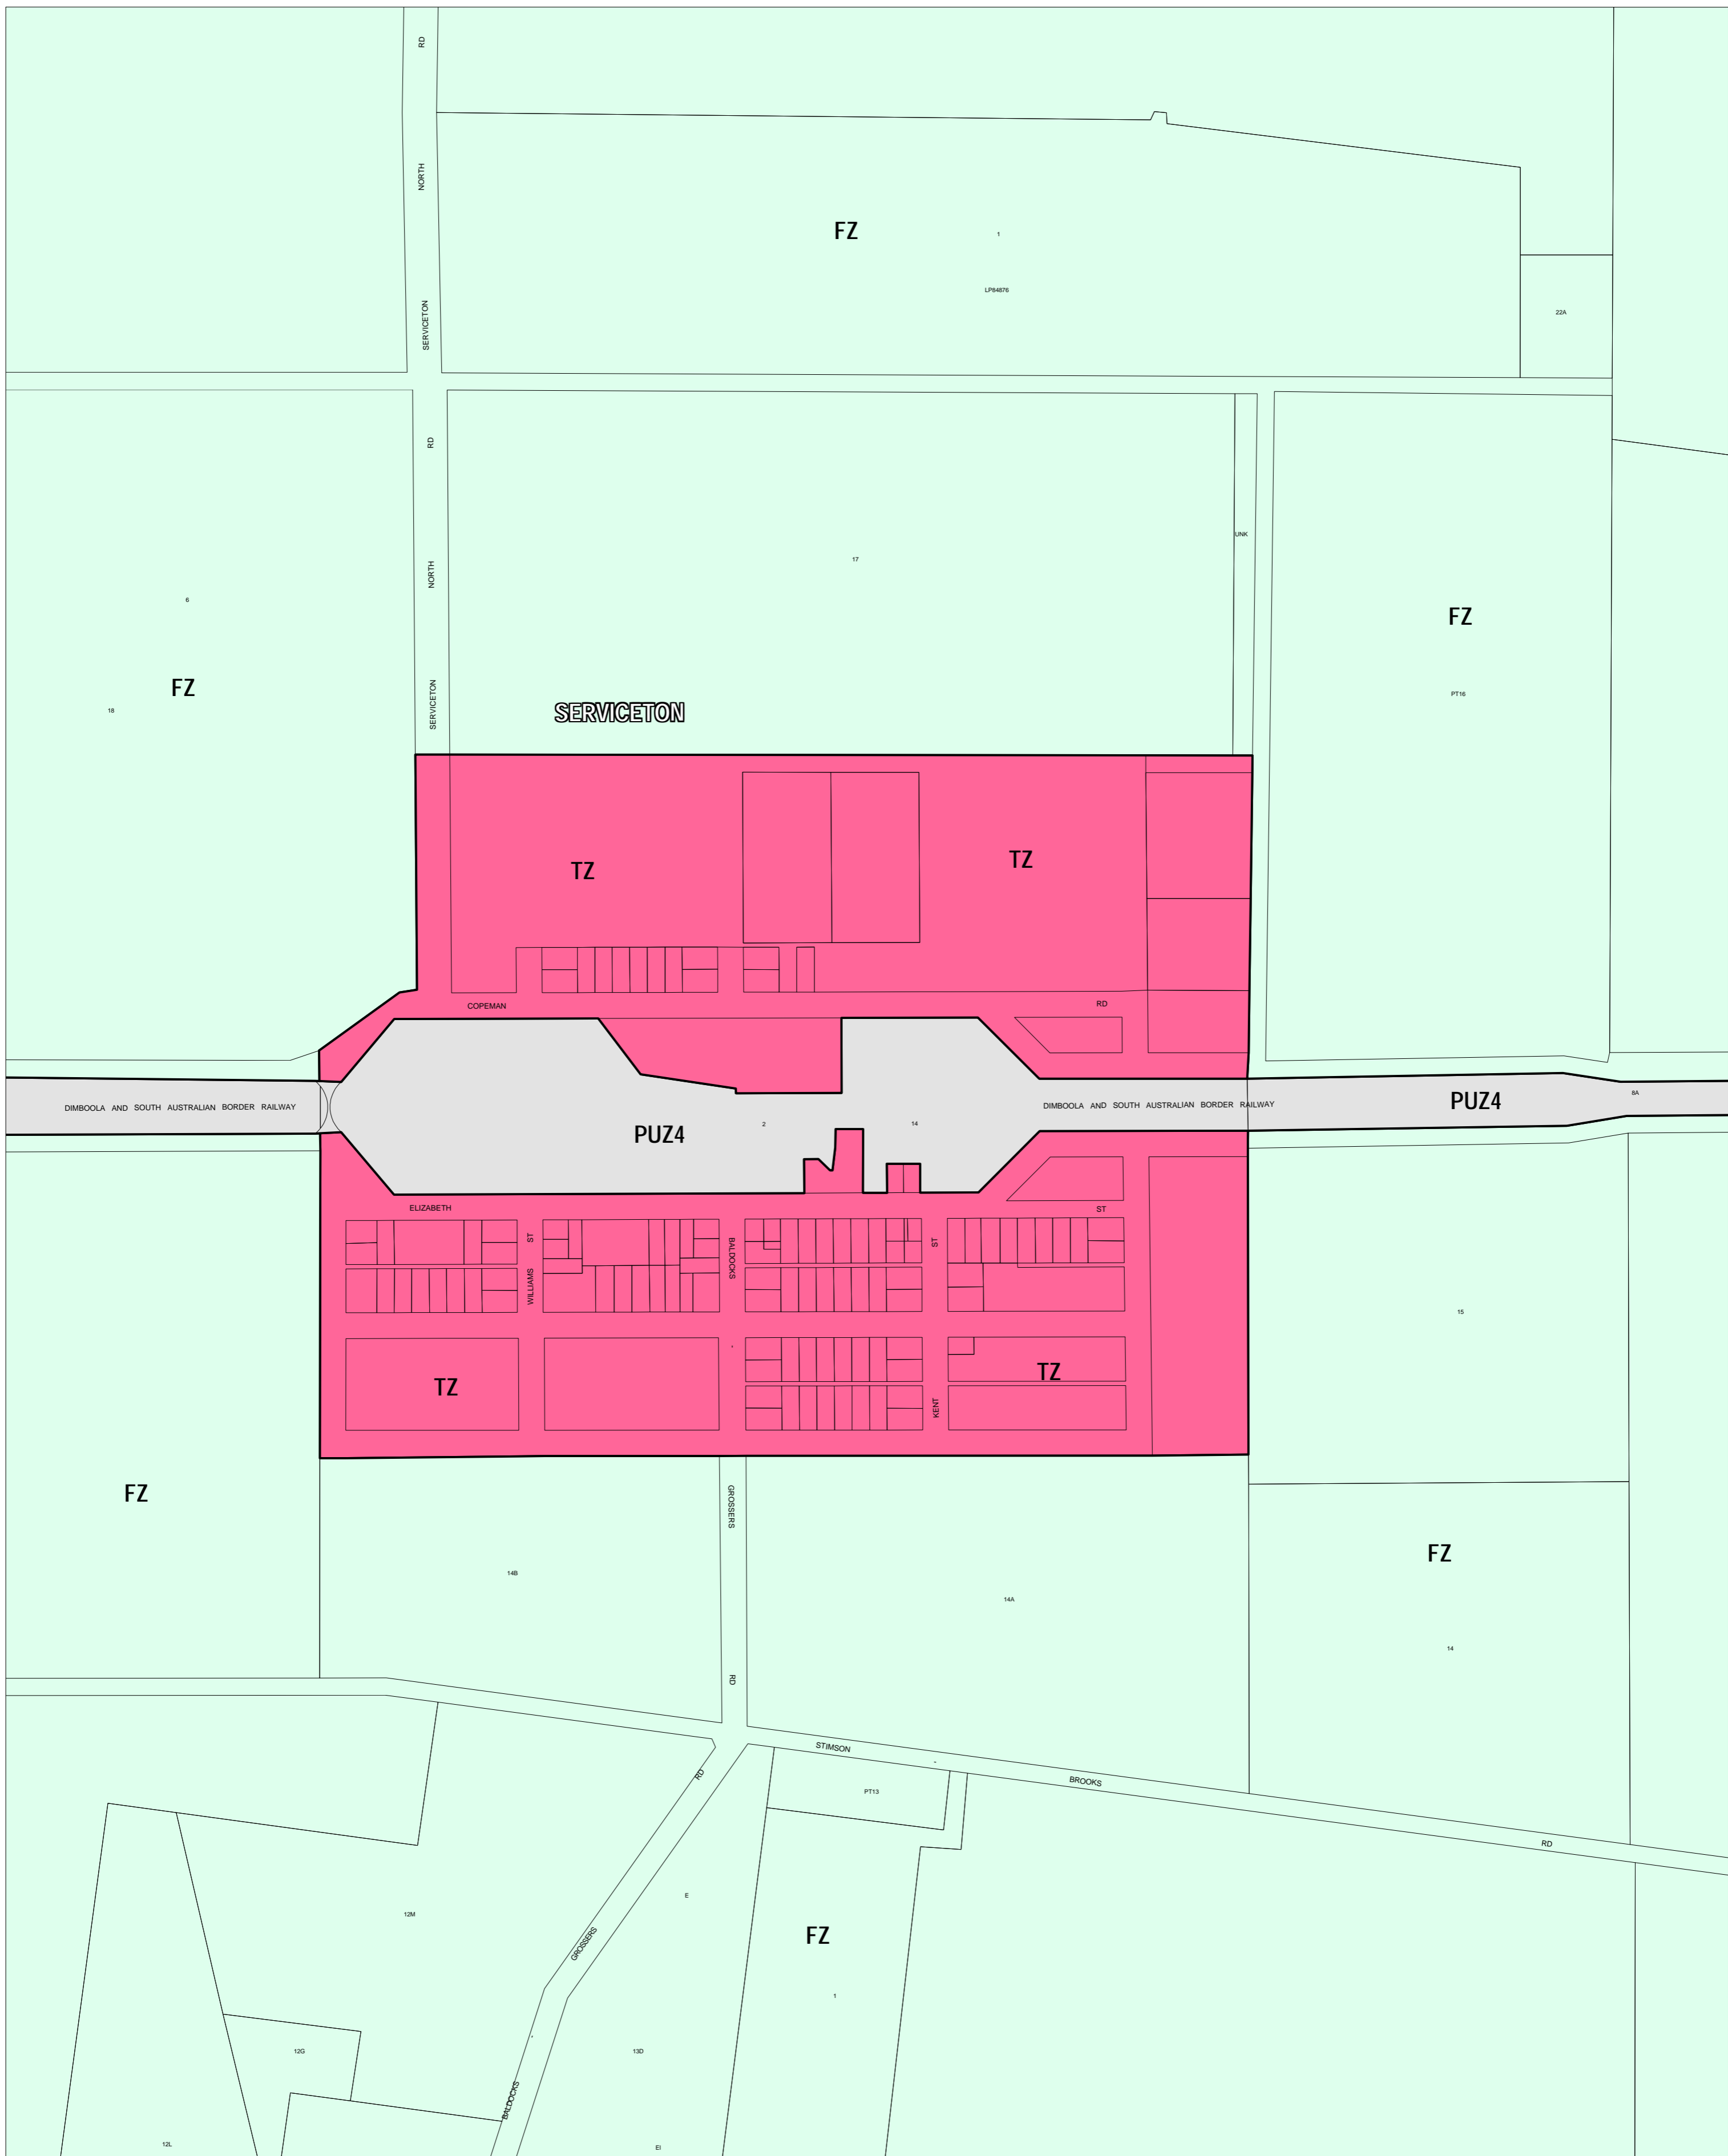 RD
NORTH
SERVICETON
FZ
1
LP84876
22A
RD
NORTH
SERVICETON
UNK
17
6
FZ
18
FZ
PT16
SERVICETON
TZ
TZ
COPEMAN
RD
DIMBOOLA AND SOUTH AUSTRALIAN BORDER RAILWAY
DIMBOOLA AND SOUTH AUSTRALIAN BORDER RAILWAY
PUZ4
8A
PUZ4
2
14
ELIZABETH
ST
ST
WILLIAMS
BALDOCKS
ST
KENT
TZ
TZ
15
FZ
GROSSERS
RD
14B
14A
FZ
14
STIMSON
-
BROOKS
RD
PT13
RD
GROSSERS
-
BALDOCKS
E
12M
FZ
1
12G
13D
12L
EI